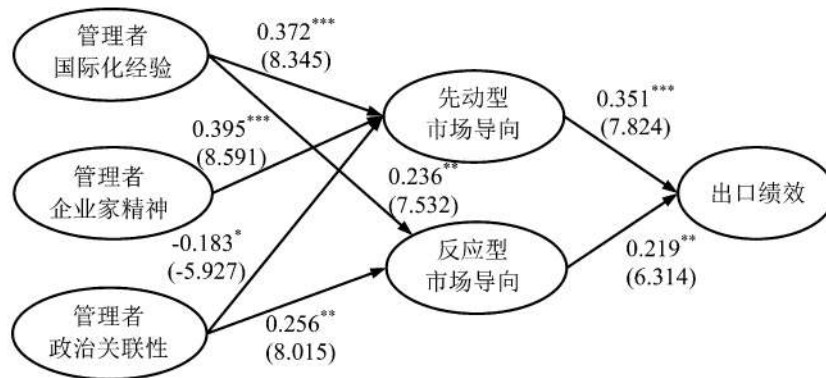 管理者
国际化经验
0.372***
(8.345)
先动型
市场导向
0.351***
(7.824)
管理者
企业家精神
0.395***
(8.591)
0.236**
(7.532)
出口绩效
-0.183*
(-5.927)
反应型
市场导向
0.219**
(6.314)
管理者
政治关联性
0.256**
(8.015)